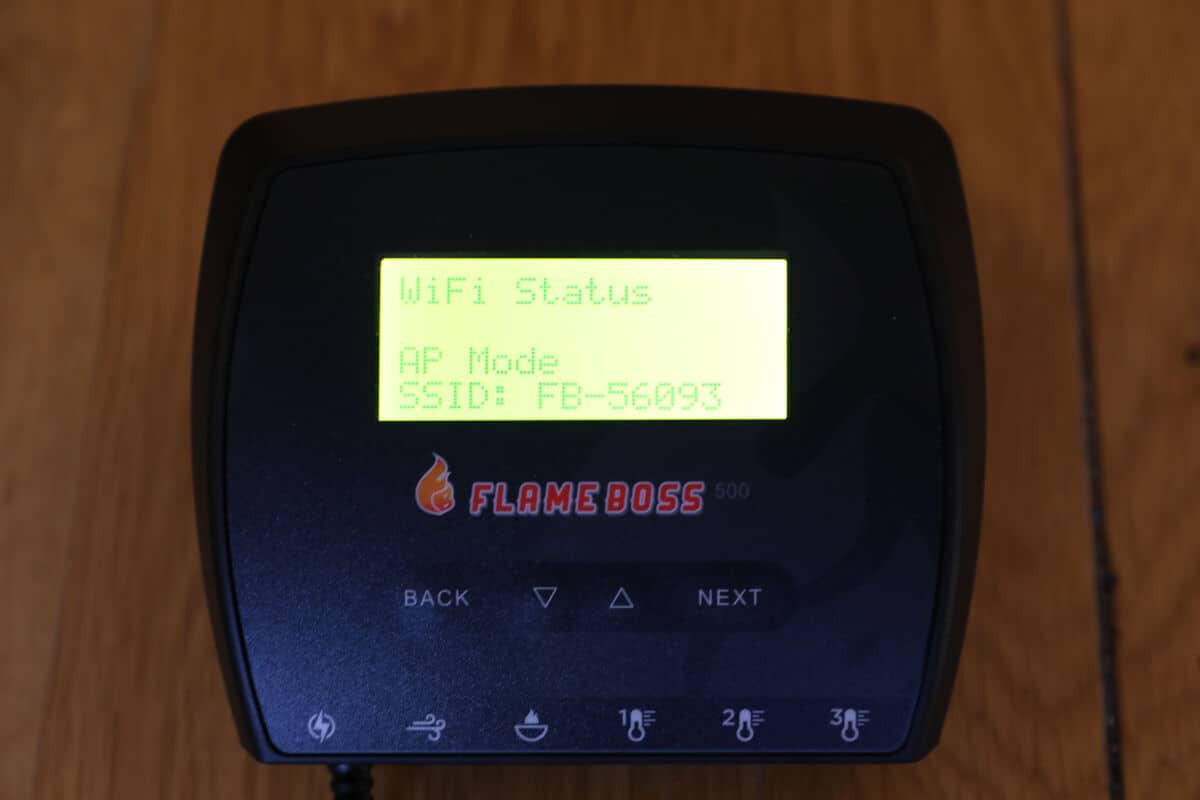 WiFi Status
AP Mode
SSID: FB-56093
FLAME BOSS 500
BACK NEXT
1 2 3